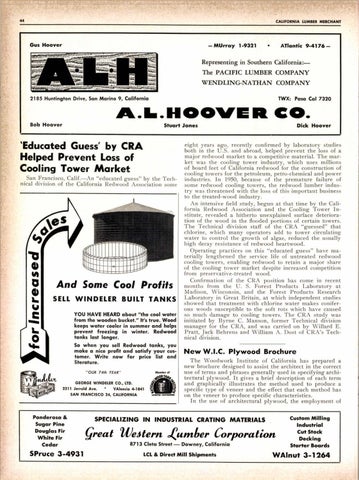 44
CALIFORNIA LUMBER MERCHANT
Gus Hoover
— MUrray 1-9321 • ATlantic 9-4176 —
ALH
Representing in Southern California:—
The PACIFIC LUMBER COMPANY
WENDLING-NATHAN COMPANY
2185 Huntington Drive, San Marino 9, California
TWX: Pasa Cal 7320
A.L.HOOVER CO.
Bob Hoover
Stuart Jones
Dick Hoover
'Educated Guess' by CRA
Helped Prevent Loss of
Cooling Tower Market
San Francisco, Calif.—An "educated guess" by the Tech-
nical division of the California Redwood Association some
For Increased Sales
And Some Cool Profits
SELL WINDELER BUILT TANKS
YOU HAVE HEARD about "the cool water
from the wooden bucket." It's true. Wood
keeps water cooler in summer and helps
prevent freezing in winter. Redwood
tanks last longer.
So when you sell Redwood tanks, you
make a nice profit and satisfy your cus-
tomer. Write now for price list and
literature.
"OUR 74th YEAR"
GEORGE WINDELER CO., LTD.
2311 Jerrold Ave. • VAlencia 4-1841
SAN FRANCISCO 24, CALIFORNIA
eight years ago, recently confirmed by laboratory studies
both in the U.S. and abroad, helped prevent the loss of a
major redwood market to a competitive material. The mar-
ket was the cooling tower industry, which uses millions
of board feet of California redwood for the construction of
cooling towers for the petroleum, petro-chemical and power
industries. In 1950, because of the premature failure of
some redwood cooling towers, the redwood lumber indus-
try was threatened with the loss of this important business
to the treated-wood industry.
An intensive field study, begun at that time by the Cali-
fornia Redwood Association and the Cooling Tower In-
stitute, revealed a hitherto unexplained surface deteriora-
tion of the wood in the flooded portions of certain towers.
The Technical division staff of the CRA "guessed" that
chlorine, which many operators add to tower circulating
water to control the growth of algae, reduced the usually
high decay resistance of redwood heartwood.
Operating practices on this "educated guess" have ma-
terially lengthened the service life of untreated redwood
cooling towers, enabling redwood to retain a major share
of the cooling tower market despite increased competition
from preservative-treated wood.
Confirmation of the CRA position has come in recent
months from the U. S. Forest Products Laboratory at
Madison, Wisconsin, and the Forest Products Research
Laboratory in Great Britain, at which independent studies
showed that treatment with chlorine water makes conifer-
ous woods susceptible to the soft rots which have caused
so much damage to cooling towers. The CRA study was
initiated by Byrne C. Manson, former Technical division
manager for the CRA, and was carried on by Willard E.
Pratt, Jack Behrens and William A. Dost of CRA's Tech-
nical division.
New W.I.C. Plywood Brochure
The Woodwork Institute of California has prepared a
new brochure designed to assist the architect in the correct
use of terms and phrases generally used in specifying archi-
tectural plywood. It gives a brief description of each term
and graphically illustrates the method used to produce a
specific type of veneer and the effect that each method has
on the veneer to produce specific characteristics.
In the use of architectural plywood, the employment of
Ponderosa &
Sugar Pine
Douglas Fir
White Fir
Cedar
SPruce 3-4931
SPECIALIZING IN INDUSTRIAL CRATING MATERIALS
Great Western Lumber Corporation
8713 Cleta Street — Downey, California
LCL & Direct Mill Shipments
Custom Milling
Industrial
Cut Stock
Decking
Starter Boards
WAlnut 3-1264